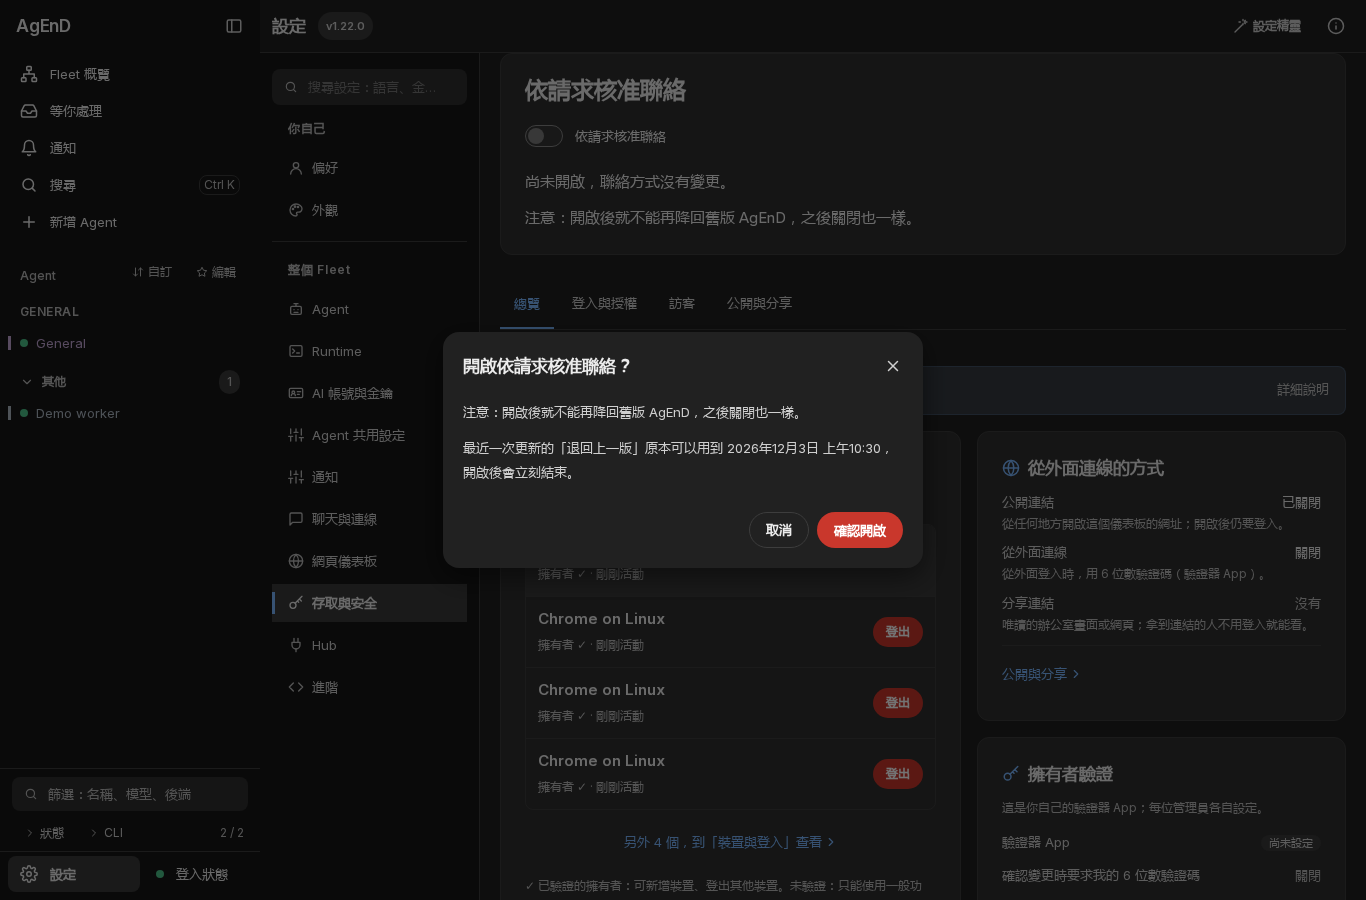 AgEnD
Fleet 概覽
等你處理
通知
搜尋
Ctrl K
新增 Agent
Agent
自訂
編輯
GENERAL
General
其他
1
Demo worker
篩選：名稱、模型、後端
狀態
CLI
2 / 2
設定
登入狀態
設定
v1.22.0
設定精靈
搜尋設定：語言、金…
你自己
偏好
外觀
整個 Fleet
Agent
Runtime
AI 帳號與金鑰
Agent 共用設定
通知
聊天與連線
網頁儀表板
存取與安全
Hub
進階
依請求核准聯絡
依請求核准聯絡
尚未開啟，聯絡方式沒有變更。
注意：開啟後就不能再降回舊版 AgEnD，之後關閉也一樣。
總覽
登入與授權
訪客
公開與分享
詳細說明
開啟依請求核准聯絡？
注意：開啟後就不能再降回舊版 AgEnD，之後關閉也一樣。
最近一次更新的「退回上一版」原本可以用到 2026年12月3日 上午10:30，
開啟後會立刻結束。
取消
確認開啟
擁有者 ✓ · 剛剛活動
Chrome on Linux
擁有者 ✓ · 剛剛活動
登出
Chrome on Linux
擁有者 ✓ · 剛剛活動
登出
Chrome on Linux
擁有者 ✓ · 剛剛活動
登出
另外 4 個，到「裝置與登入」查看
✓ 已驗證的擁有者：可新增裝置、登出其他裝置。未驗證：只能使用一般功
從外面連線的方式
公開連結
已關閉
從任何地方開啟這個儀表板的網址；開啟後仍要登入。
從外面連線
關閉
從外面登入時，用 6 位數驗證碼（驗證器 App）。
分享連結
沒有
唯讀的辦公室畫面或網頁；拿到連結的人不用登入就能看。
公開與分享
擁有者驗證
這是你自己的驗證器 App；每位管理員各自設定。
驗證器 App
尚未設定
確認變更時要求我的 6 位數驗證碼
關閉